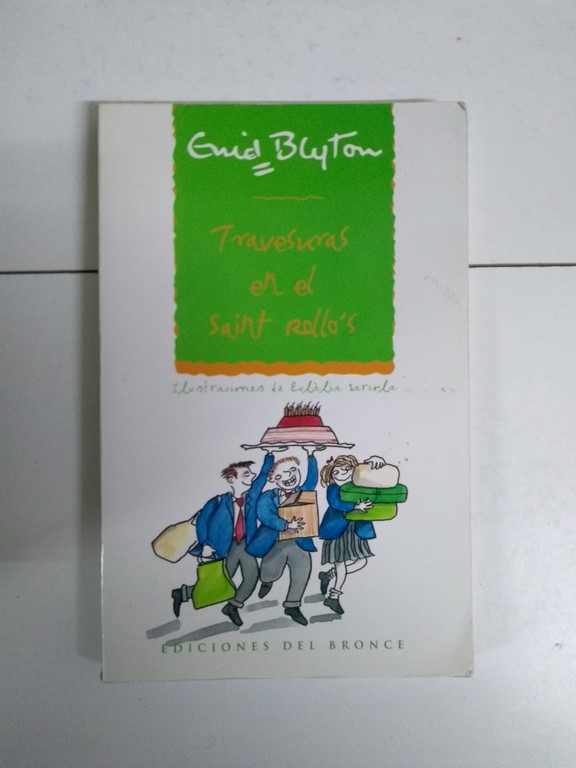 Enid Blyton
Travesuras
en el
Saint Rollo's
Ilustraciones de Eulàlia Sariola
EDICIONES DEL BRONCE